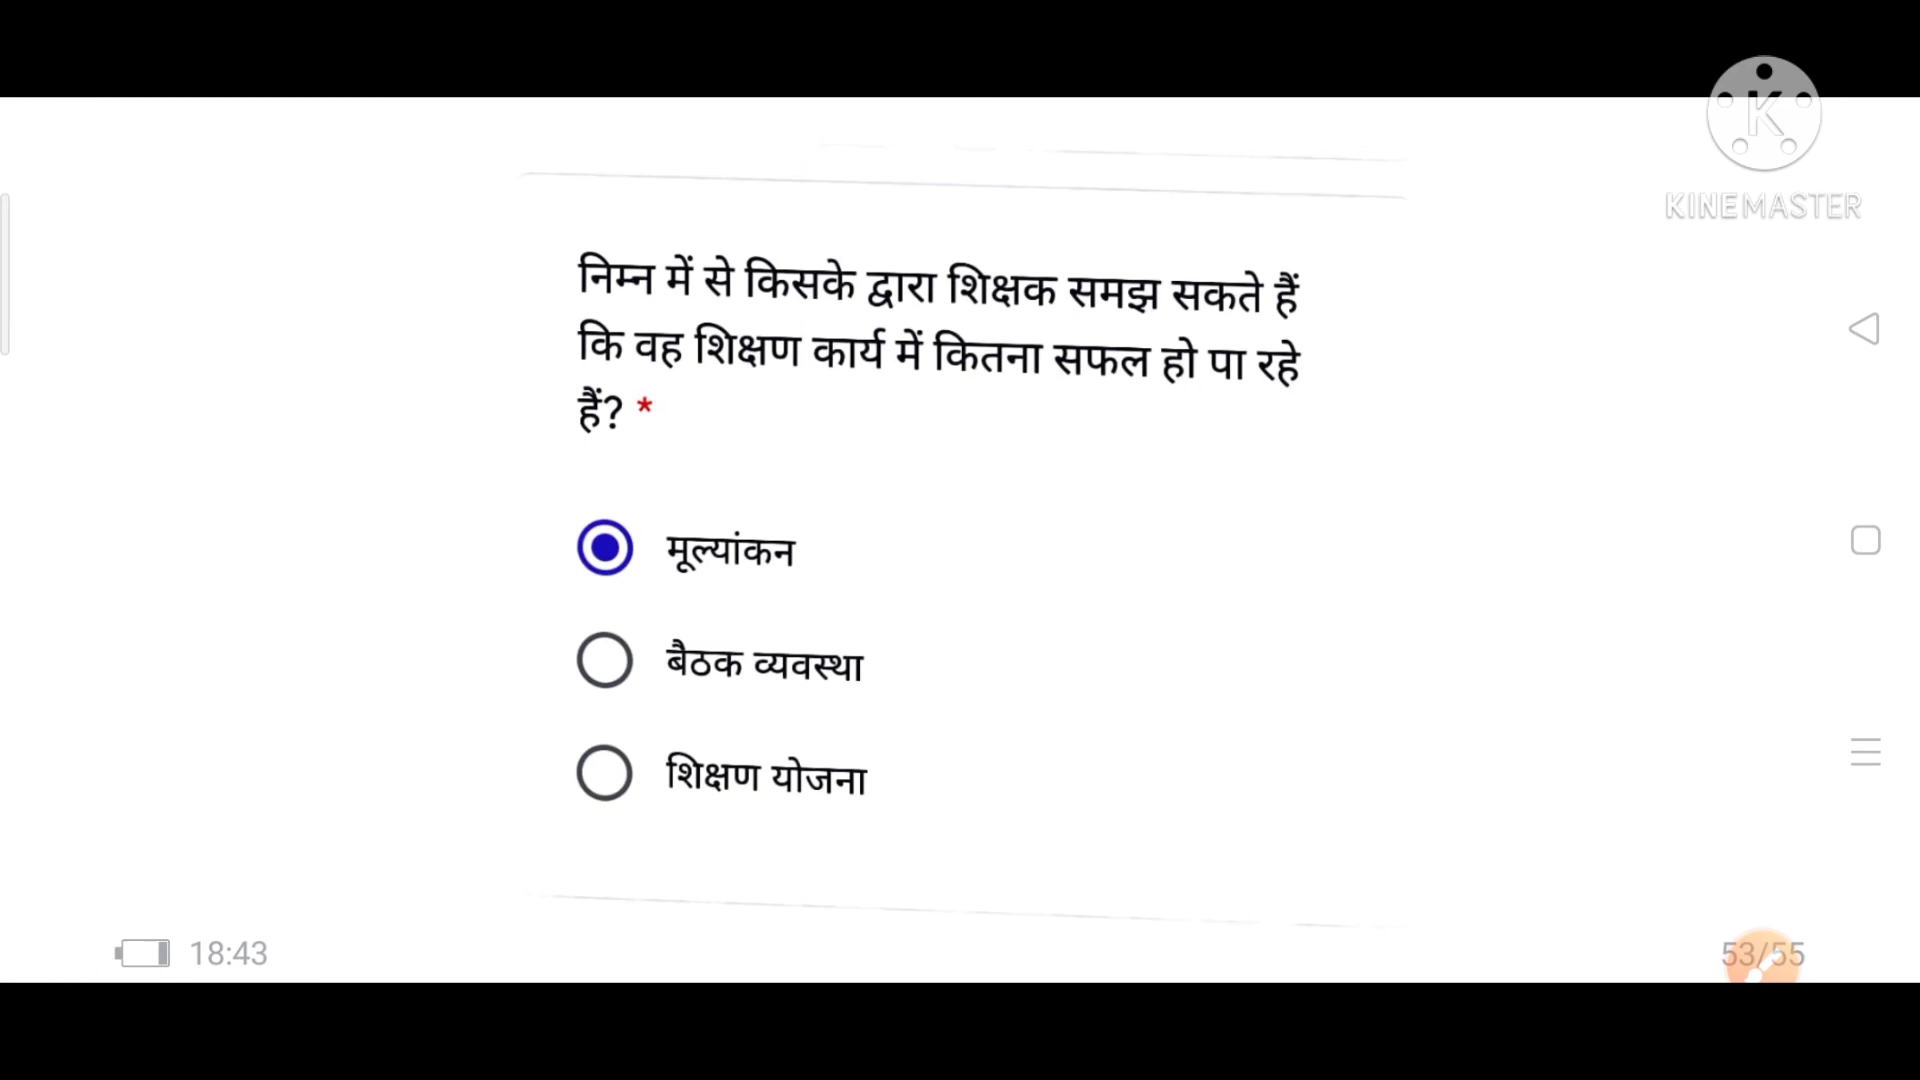 K
KINEMASTER
निम्न में से किसके द्वारा शिक्षक समझ सकते हैं
कि वह शिक्षण कार्य में कितना सफल हो पा रहे
हैं? *
मूल्यांकन
बैठक व्यवस्था
शिक्षण योजना
18:43
53/55